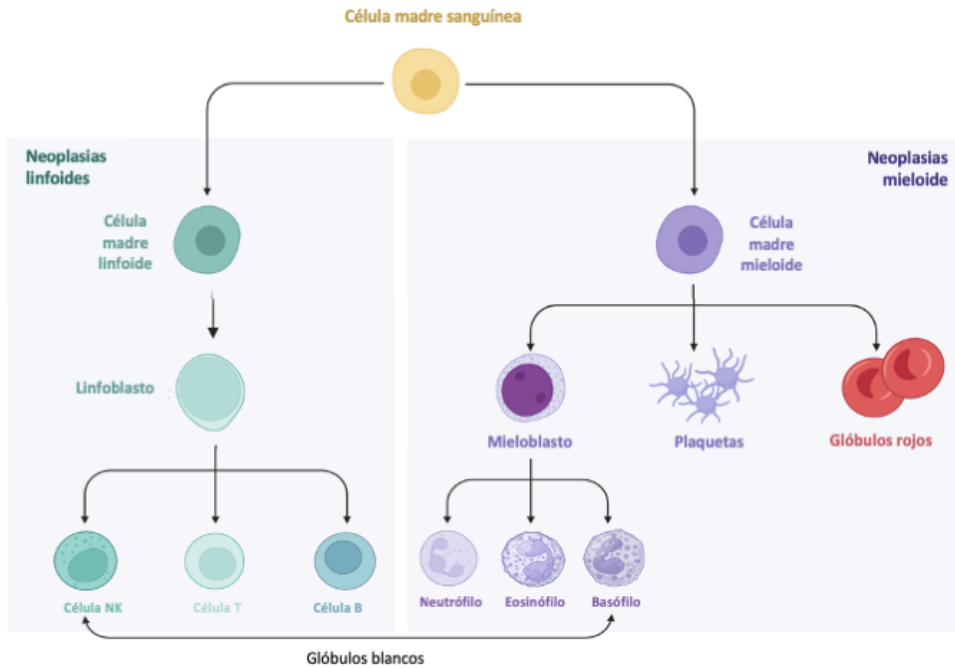 Célula madre sanguínea
Neoplasias
linfoides
Neoplasias
mieloide
Célula
madre
linfoide
Célula
madre
mieloide
Linfoblasto
Mieloblasto
Plaquetas
Glóbulos rojos
Célula NK
Célula T
Célula B
Neutrófilo
Eosinófilo
Basófilo
Glóbulos blancos